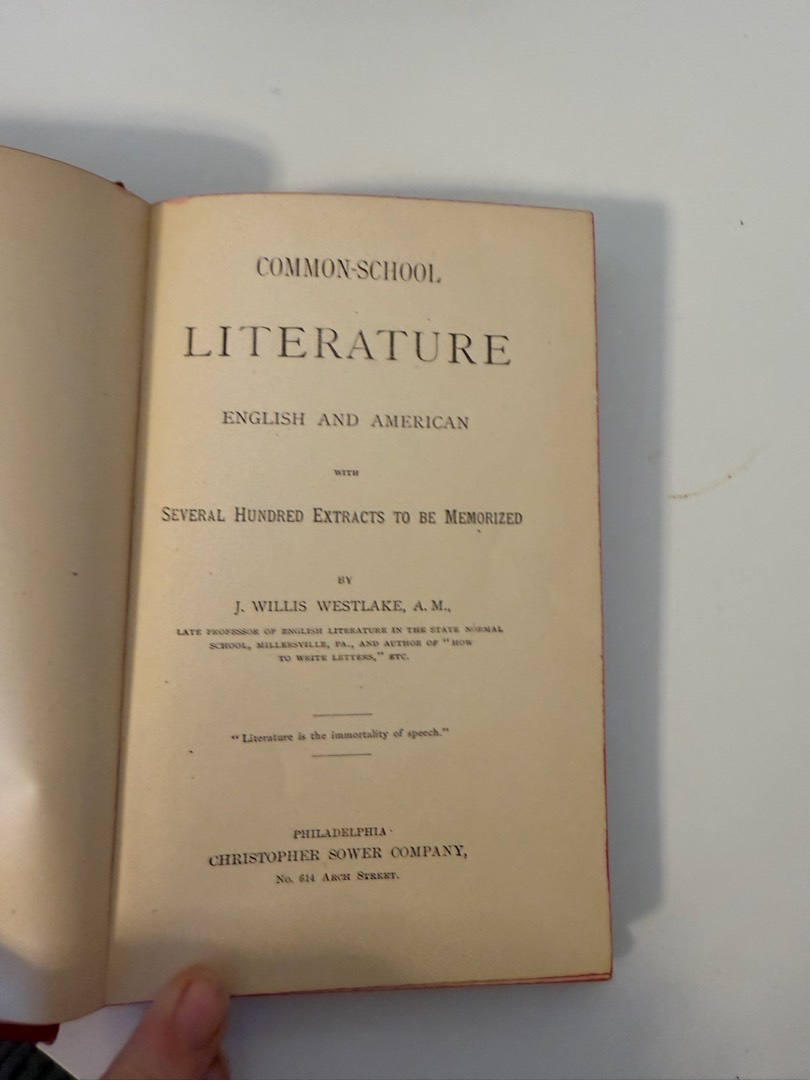 COMMON-SCHOOL
LITERATURE
ENGLISH AND AMERICAN
WITH
SEVERAL HUNDRED EXTRACTS TO BE MEMORIZED
BY
J. WILLIS WESTLAKE, A. M.,
LATE PROFESSOR OF ENGLISH LITERATURE IN THE STATE NORMAL
SCHOOL, MILLERSVILLE, PA., AND AUTHOR OF "HOW
TO WRITE LETTERS," ETC.
"Literature is the immortality of speech."
PHILADELPHIA
CHRISTOPHER SOWER COMPANY,
No. 614 ARCH STREET.